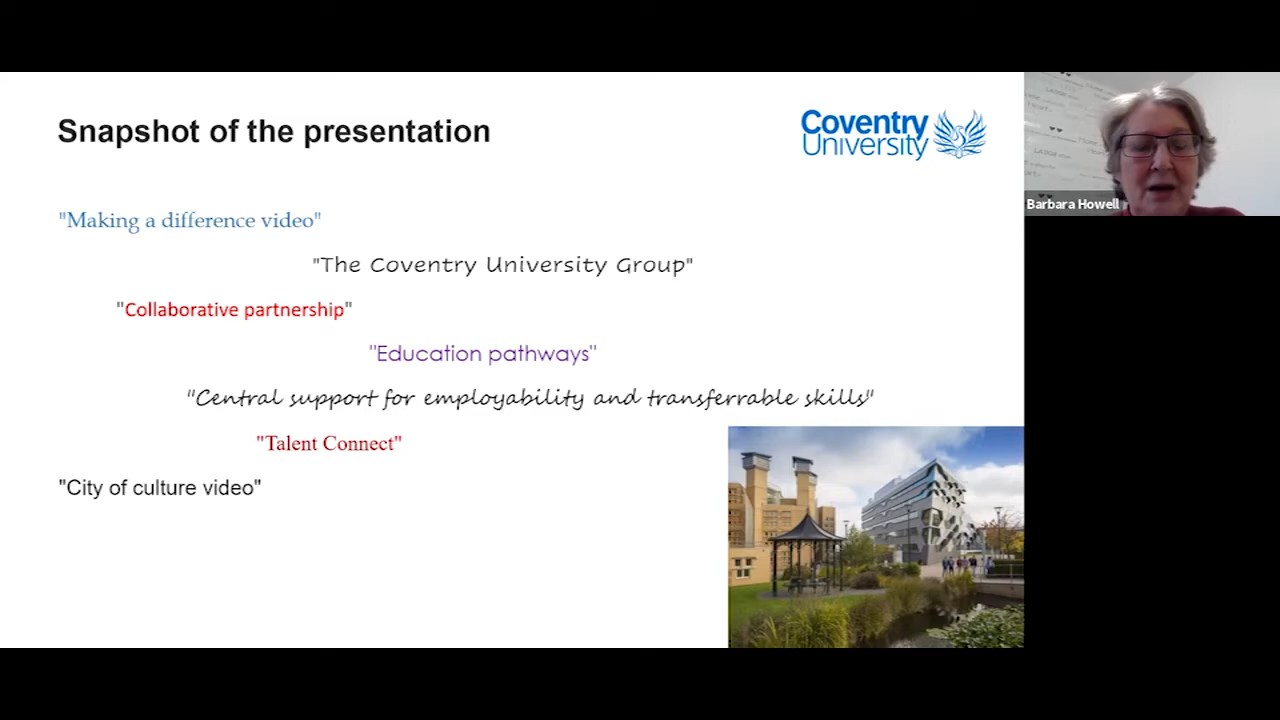 Snapshot of the presentation
Coventry
University
"Making a difference video"
"The Coventry University Group"
"Collaborative partnership"
"Education pathways"
"Central support for employability and transferrable skills"
"Talent Connect"
"City of culture video"
Barbara Howell